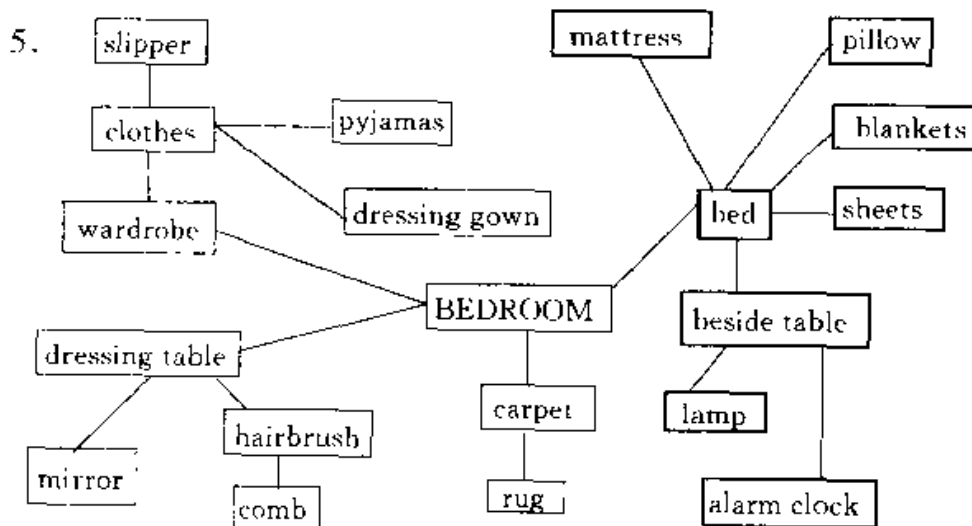 5.
slipper
mattress
pillow
clothes
pyjamas
blankets
wardrobe
dressing gown
bed
sheets
BEDROOM
beside table
dressing table
carpet
lamp
hairbrush
mirror
comb
rug
alarm clock